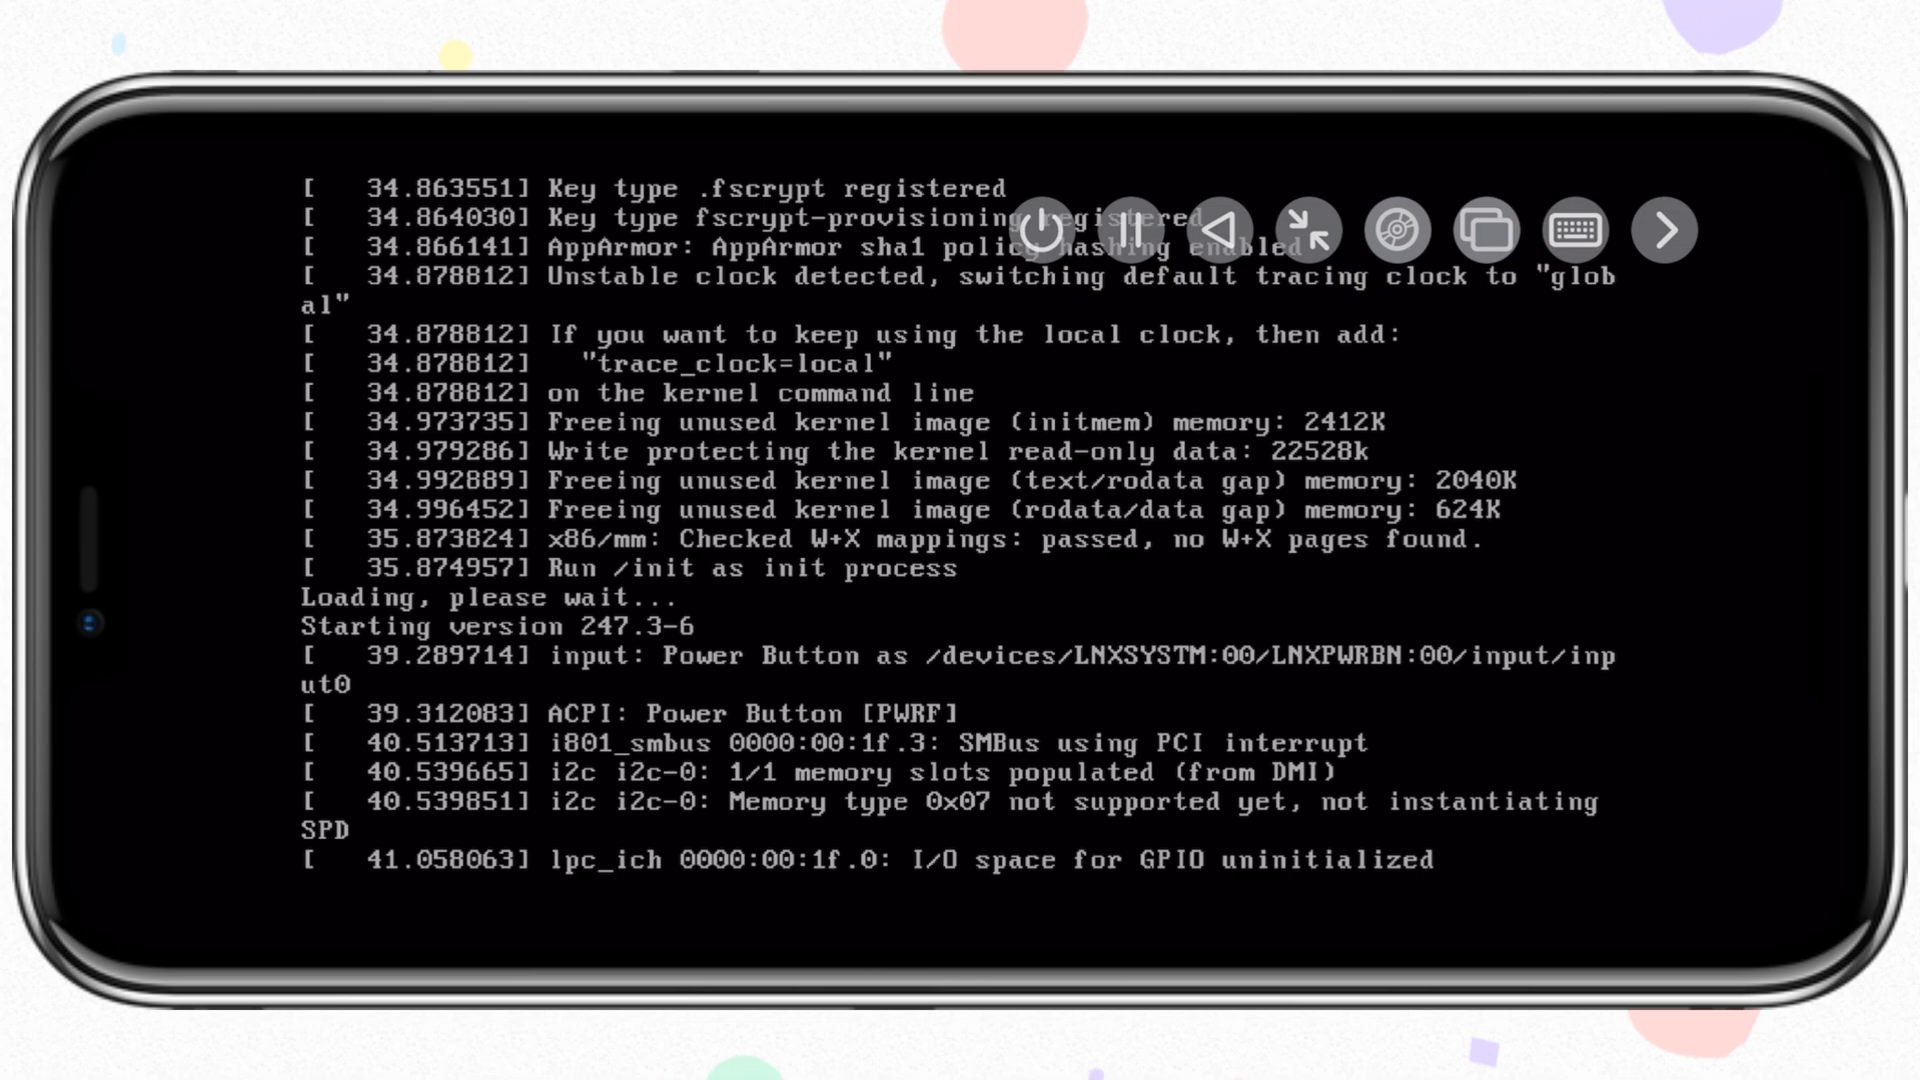 [   34.863551] Key type .fscrypt registered
[   34.864030] Key type fscrypt-provisioning registered
[   34.866141] AppArmor: AppArmor sha1 policy hashing enabled
[   34.878812] Unstable clock detected, switching default tracing clock to "glob
al"
[   34.878812] If you want to keep using the local clock, then add:
[   34.878812]   "trace_clock=local"
[   34.878812] on the kernel command line
[   34.973735] Freeing unused kernel image (initmem) memory: 2412K
[   34.979286] Write protecting the kernel read-only data: 22528k
[   34.992889] Freeing unused kernel image (text/rodata gap) memory: 2040K
[   34.996452] Freeing unused kernel image (rodata/data gap) memory: 624K
[   35.873824] x86/mm: Checked W+X mappings: passed, no W+X pages found.
[   35.874957] Run /init as init process
Loading, please wait...
Starting version 247.3-6
[   39.289714] input: Power Button as /devices/LNXSYSTM:00/LNXPWRBN:00/input/inp
ut0
[   39.312083] ACPI: Power Button [PWRF]
[   40.513713] i801_smbus 0000:00:1f.3: SMBus using PCI interrupt
[   40.539665] i2c i2c-0: 1/1 memory slots populated (from DMI)
[   40.539851] i2c i2c-0: Memory type 0x07 not supported yet, not instantiating
SPD
[   41.058063] lpc_ich 0000:00:1f.0: I/O space for GPIO uninitialized